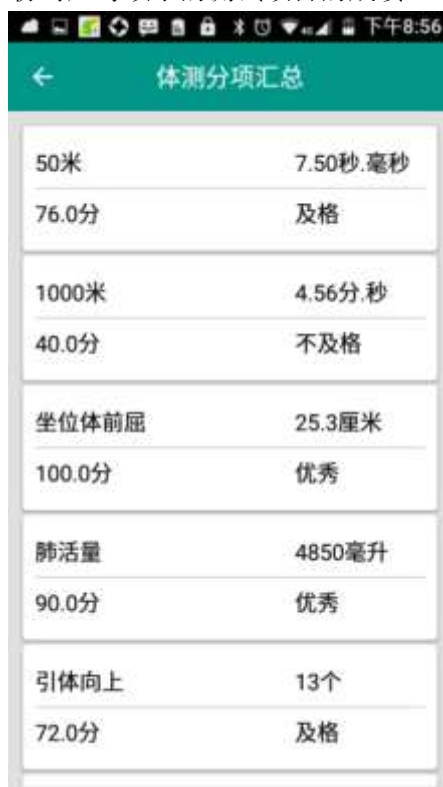 下午8:56
体测分项汇总
50米 7.50秒.毫秒
76.0分 及格
1000米 4.56分.秒
40.0分 不及格
坐位体前屈 25.3厘米
100.0分 优秀
肺活量 4850毫升
90.0分 优秀
引体向上 13个
72.0分 及格